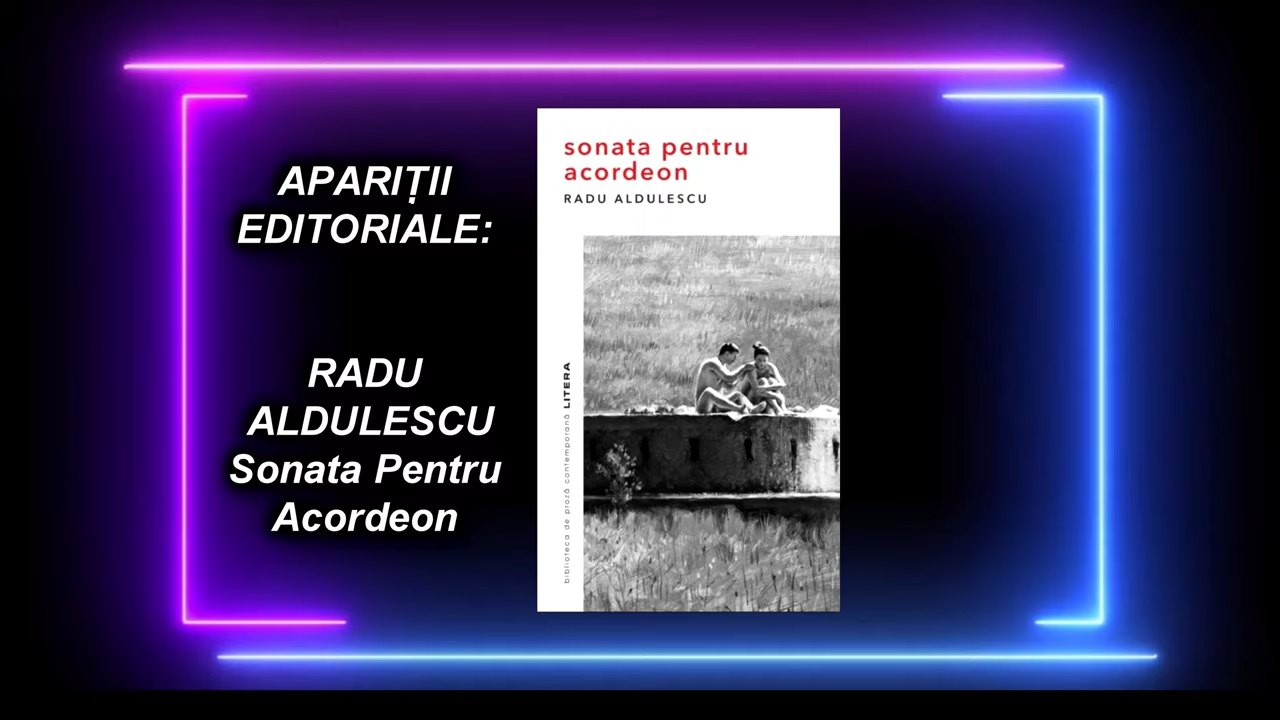 APARIȚII
EDITORIALE:
RADU
ALDULESCU
Sonata Pentru
Acordeon
sonata pentru
acordeon
RADU ALDULESCU
biblioteca de proză contemporană LITERA